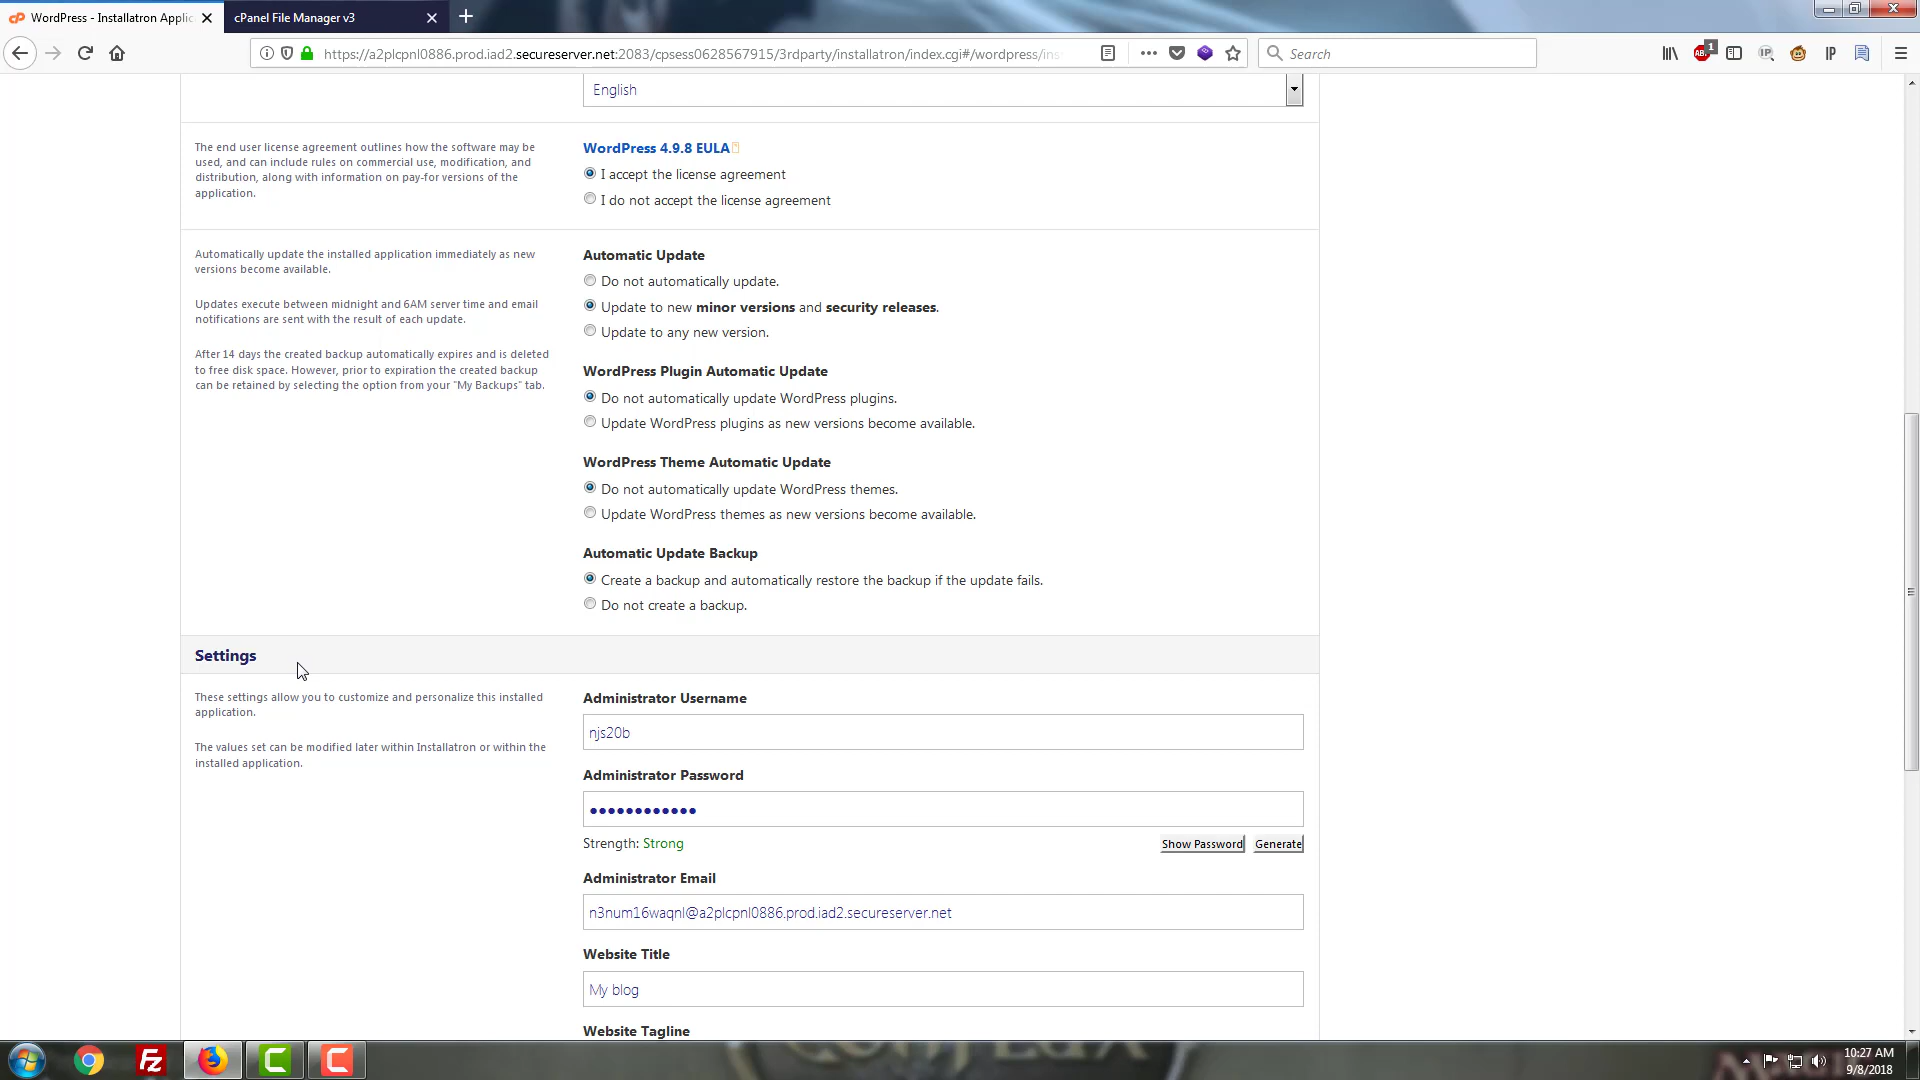 WordPress - Installatron Applic
cPanel File Manager v3
https://a2plcpnl0886.prod.iad2.secureserver.net:2083/cpsess0628567915/3rdparty/installatron/index.cgi#/wordpress/ins
Search
1
IP
English
The end user license agreement outlines how the software may be
used, and can include rules on commercial use, modification, and
distribution, along with information on pay-for versions of the
application.
WordPress 4.9.8 EULA
I accept the license agreement
I do not accept the license agreement
Automatically update the installed application immediately as new
versions become available.
Updates execute between midnight and 6AM server time and email
notifications are sent with the result of each update.
After 14 days the created backup automatically expires and is deleted
to free disk space. However, prior to expiration the created backup
can be retained by selecting the option from your "My Backups" tab.
Automatic Update
Do not automatically update.
Update to new minor versions and security releases.
Update to any new version.
WordPress Plugin Automatic Update
Do not automatically update WordPress plugins.
Update WordPress plugins as new versions become available.
WordPress Theme Automatic Update
Do not automatically update WordPress themes.
Update WordPress themes as new versions become available.
Automatic Update Backup
Create a backup and automatically restore the backup if the update fails.
Do not create a backup.
Settings
These settings allow you to customize and personalize this installed
application.
The values set can be modified later within Installatron or within the
installed application.
Administrator Username
njs20b
Administrator Password
●●●●●●●●●●●●
Strength: Strong
Show Password
Generate
Administrator Email
n3num16waqnl@a2plcpnl0886.prod.iad2.secureserver.net
Website Title
My blog
Website Tagline
10:27 AM
9/8/2018